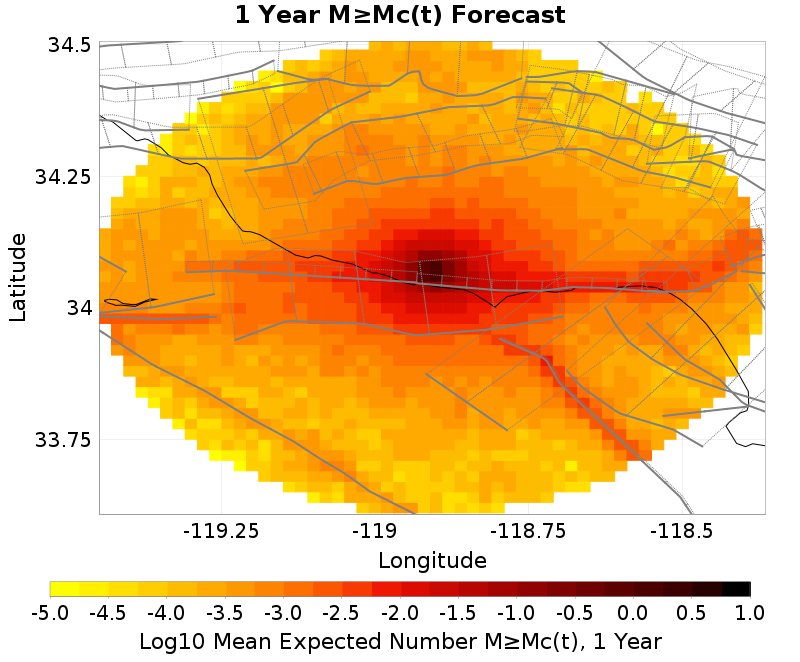 1 Year M≥Mc(t) Forecast
34.5
34.25
34
33.75
Latitude
-119.25 -119 -118.75 -118.5
Longitude
-5.0 -4.5 -4.0 -3.5 -3.0 -2.5 -2.0 -1.5 -1.0 -0.5 0.0 0.5 1.0
Log10 Mean Expected Number M≥Mc(t), 1 Year